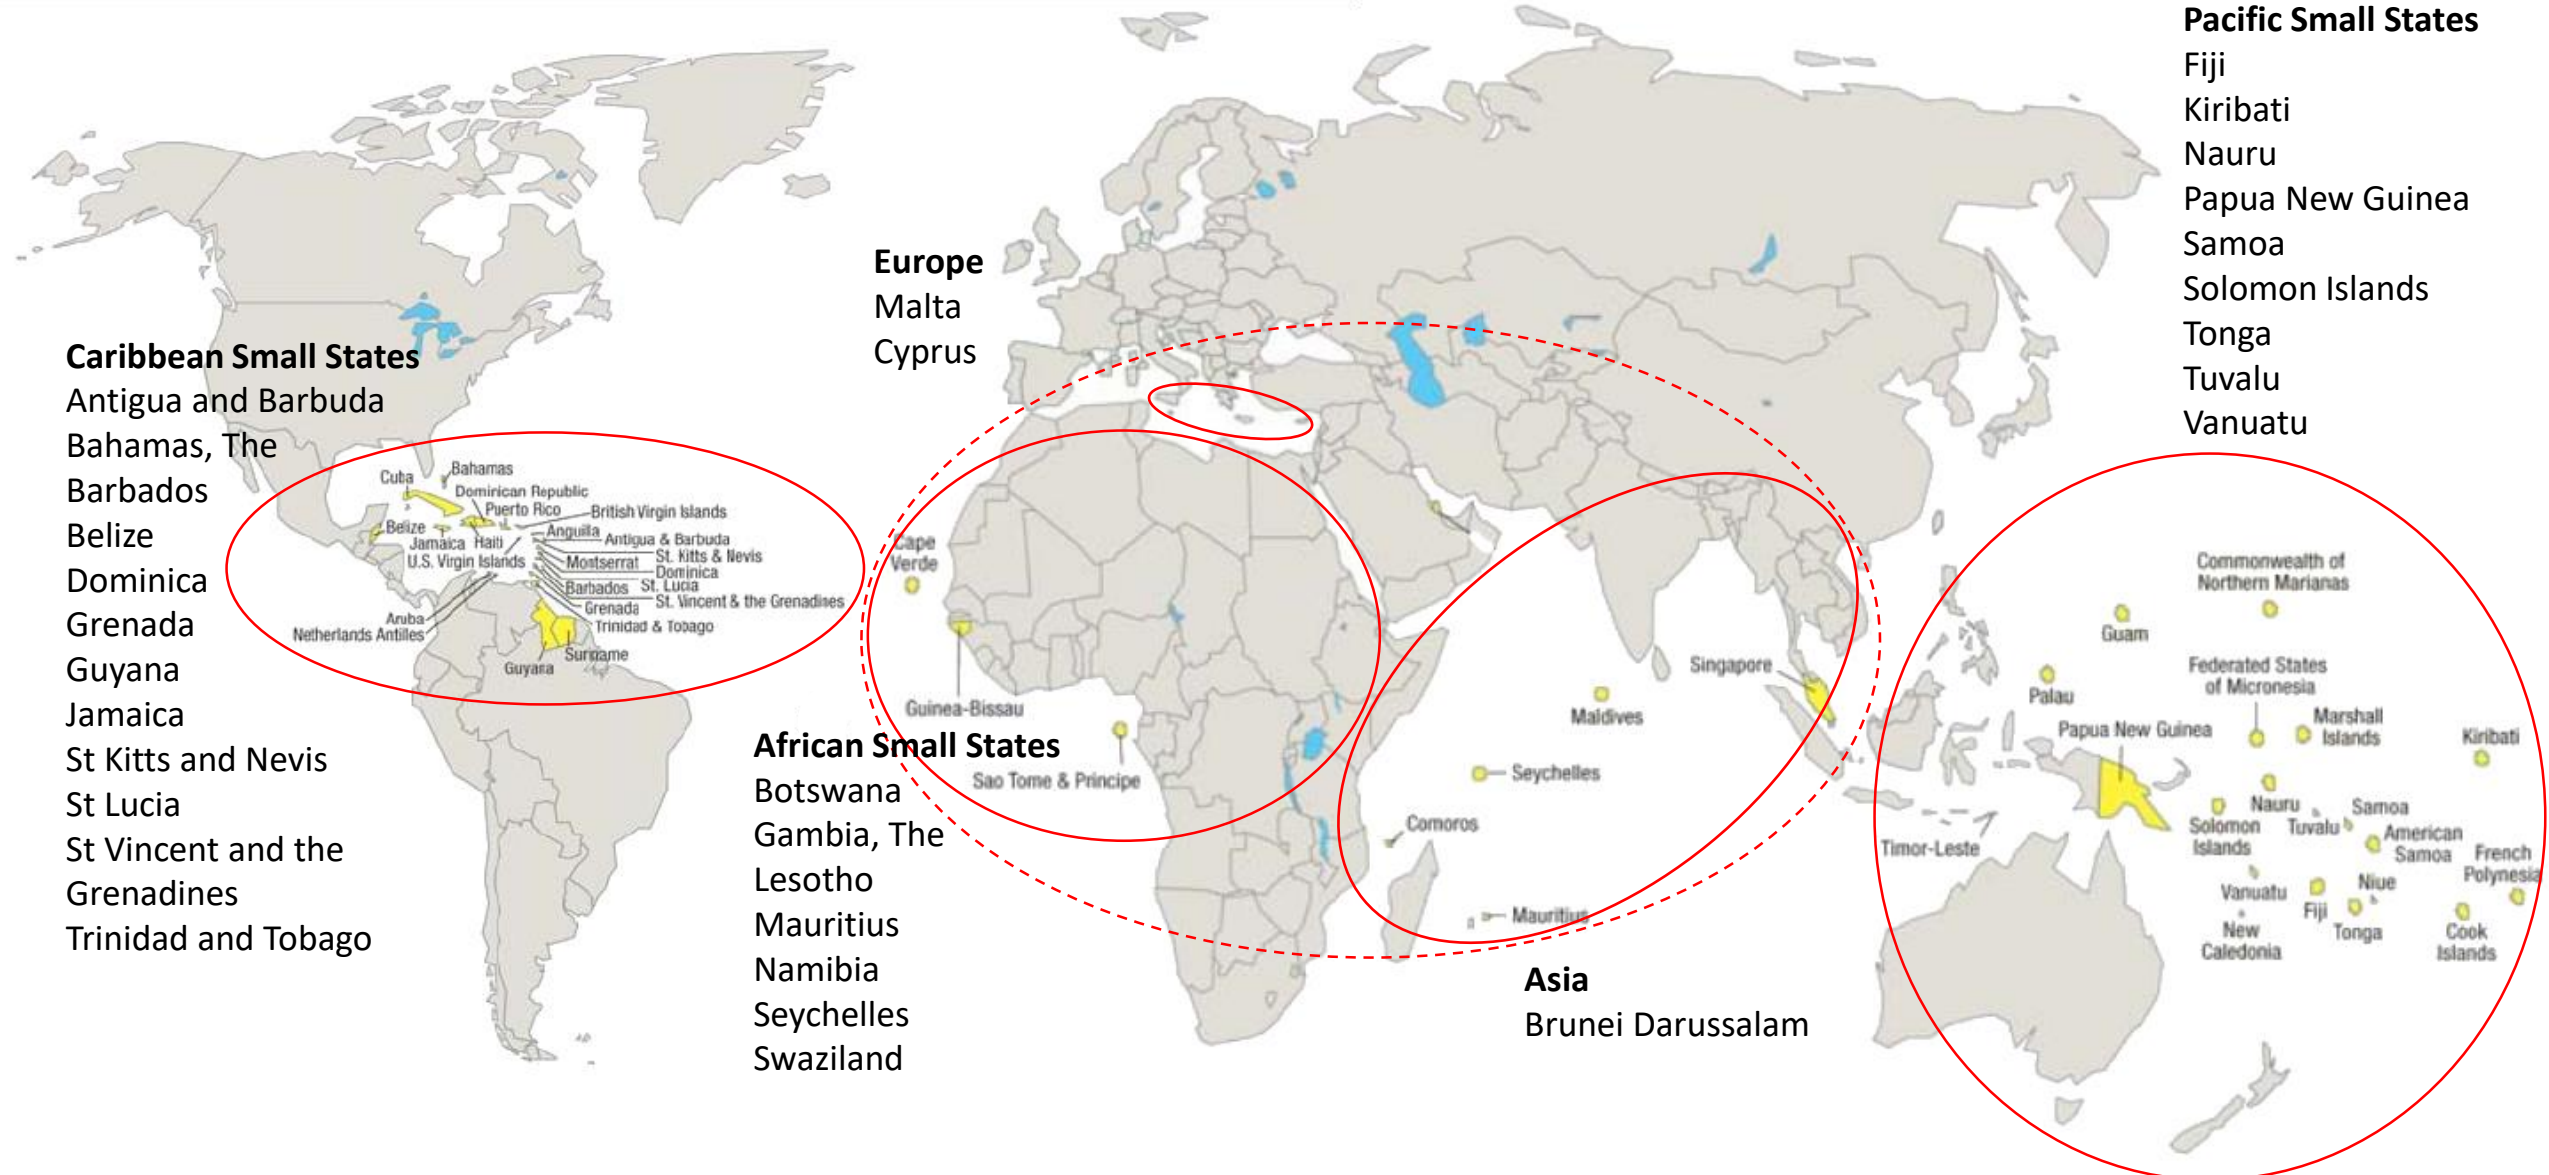 Pacific Small States
Fiji
Kiribati
Nauru
Papua New Guinea
Samoa
Solomon Islands
Tonga
Tuvalu
Vanuatu
Europe
Malta
Cyprus
Caribbean Small States
Antigua and Barbuda
Bahamas, The
Barbados
Belize
Dominica
Grenada
Guyana
Jamaica
St Kitts and Nevis
St Lucia
St Vincent and the
Grenadines
Trinidad and Tobago
Cuba
Bahamas
Dominican Republic
Puerto Rico
British Virgin Islands
Belize
Jamaica
Haiti
Anguilla
Antigua & Barbuda
U.S. Virgin Islands
Montserrat
St. Kitts & Nevis
Dominica
Barbados
St. Lucia
Grenada
St. Vincent & the Grenadines
Aruba
Trinidad & Tobago
Netherlands Antilles
Guyana
Suriname
Cape
Verde
Guinea-Bissau
Sao Tome & Principe
African Small States
Botswana
Gambia, The
Lesotho
Mauritius
Namibia
Seychelles
Swaziland
Singapore
Maldives
Seychelles
Comoros
Mauritius
Asia
Brunei Darussalam
Commonwealth of
Northern Marianas
Guam
Federated States
of Micronesia
Palau
Papua New Guinea
Marshall
Islands
Kiribati
Nauru
Samoa
Solomon
Islands
Tuvalu
American
Samoa
Timor-Leste
French
Polynesia
Vanuatu
Niue
Fiji
New
Caledonia
Tonga
Cook
Islands